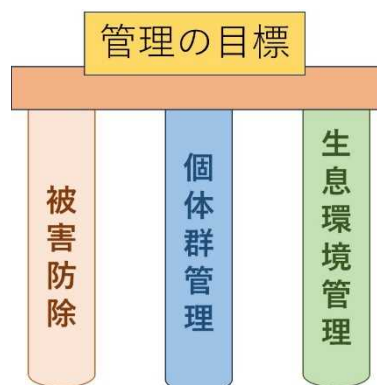 管理の目標
被害防除
個体群管理
生息環境管理